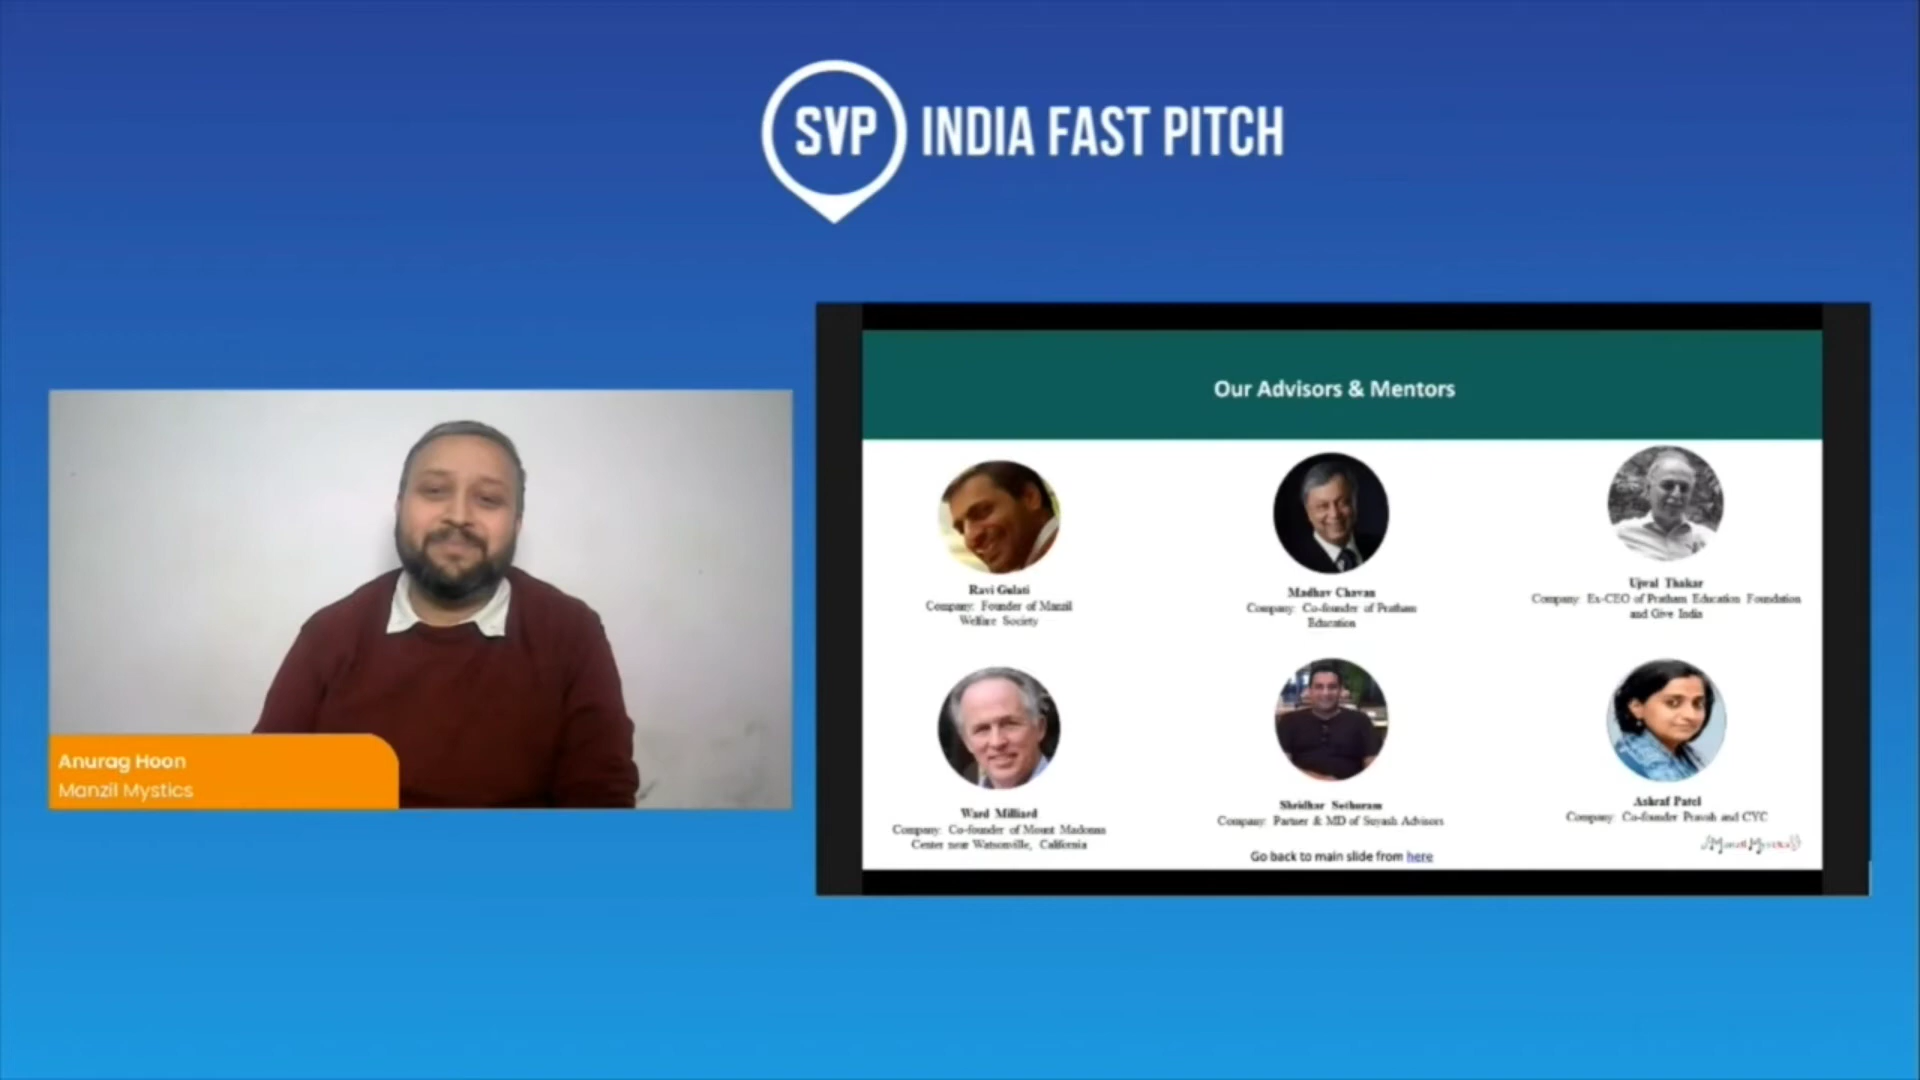 SVP INDIA FAST PITCH
Our Advisors & Mentors
Ravi Gulati
Company: Founder of Manzil
Welfare Society
Madhav Chavan
Company: Co-founder of Pratham
Education
Ujwal Thakar
Company: Ex-CEO of Pratham Education Foundation
and Give India
Ward Milliard
Company: Co-founder of Mount Madonna
Center near Watsonville, California
Shridhar Sethuram
Company: Partner & MD of Suyash Advisors
Ashraf Patel
Company: Co-founder Pravah and CYC
Go back to main slide from here
Manzil Mystics
Anurag Hoon
Manzil Mystics